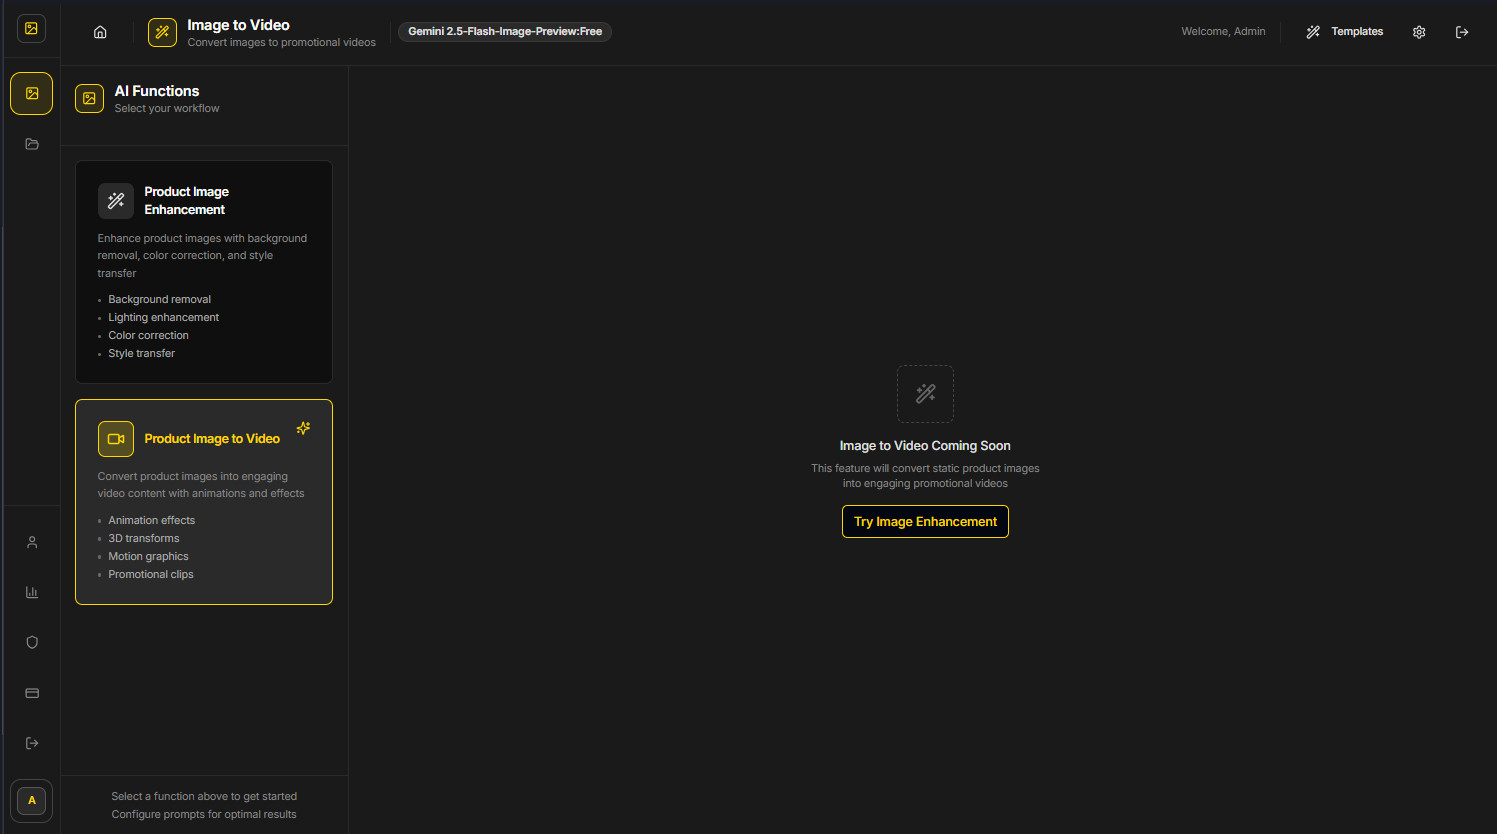 Image to Video
Convert images to promotional videos
Gemini 2.5-Flash-Image-Preview:Free
Welcome, Admin
Templates
AI Functions
Select your workflow
Product Image
Enhancement
Enhance product images with background
removal, color correction, and style
transfer
• Background removal
• Lighting enhancement
• Color correction
• Style transfer
Product Image to Video
Convert product images into engaging
video content with animations and effects
• Animation effects
• 3D transforms
• Motion graphics
• Promotional clips
Select a function above to get started
Configure prompts for optimal results
A
Image to Video Coming Soon
This feature will convert static product images
into engaging promotional videos
Try Image Enhancement